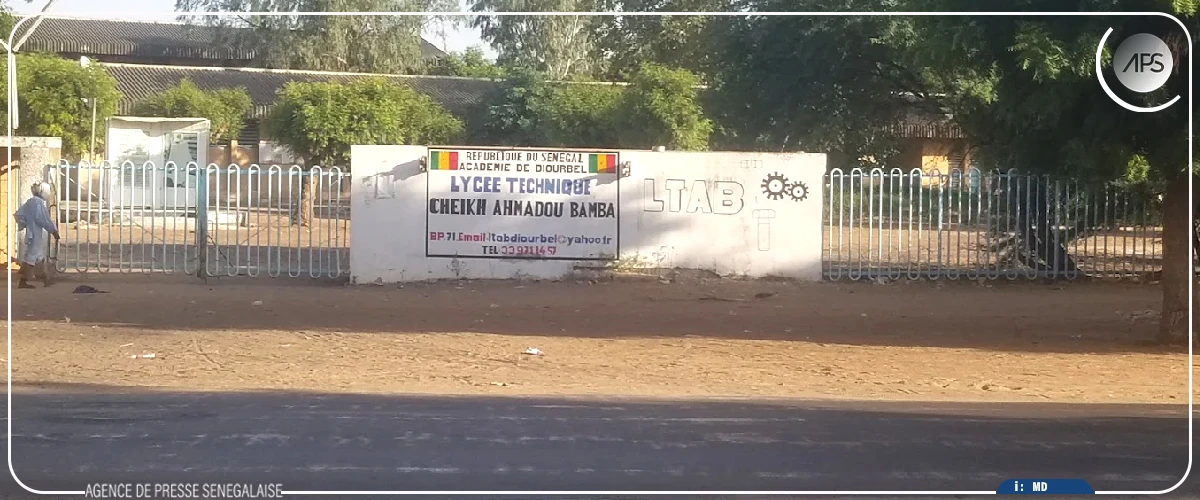 APS
REPUBLIQUE DU SENEGAL
ACADEMIE DE DIOURBEL
LYCEE TECHNIQUE
CHEIKH AHMADOU BAMBA
BP.71.Email-ltabdiourbel@yahoo.fr
TEL
LTAB
AGENCE DE PRESSE SENEGALAISE
i: MD